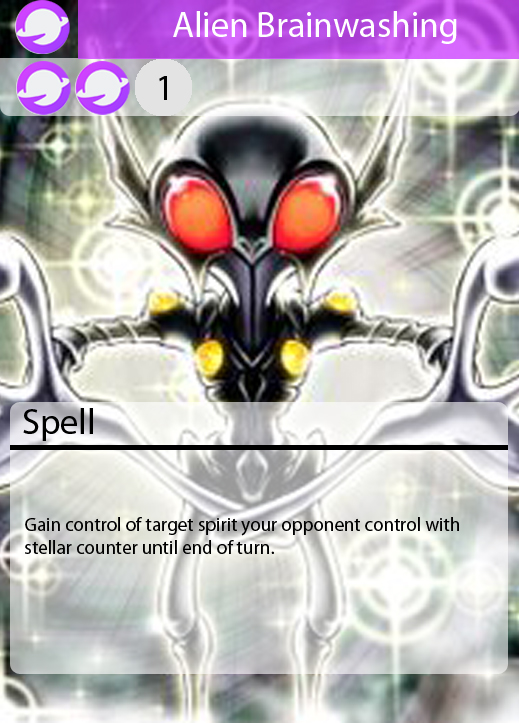 Alien Brainwashing
1
Spell
Gain control of target spirit your opponent control with
stellar counter until end of turn.